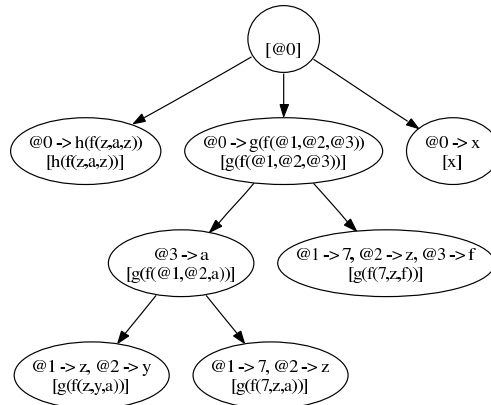 [@0]
@0 -> h(f(z,a,z))
[h(f(z,a,z))]
@0 -> g(f(@1,@2,@3))
[g(f(@1,@2,@3))]
@0 -> x
[x]
@3 -> a
[g(f(@1,@2,a))]
@1 -> 7, @2 -> z, @3 -> f
[g(f(7,z,f))]
@1 -> z, @2 -> y
[g(f(z,y,a))]
@1 -> 7, @2 -> z
[g(f(7,z,a))]